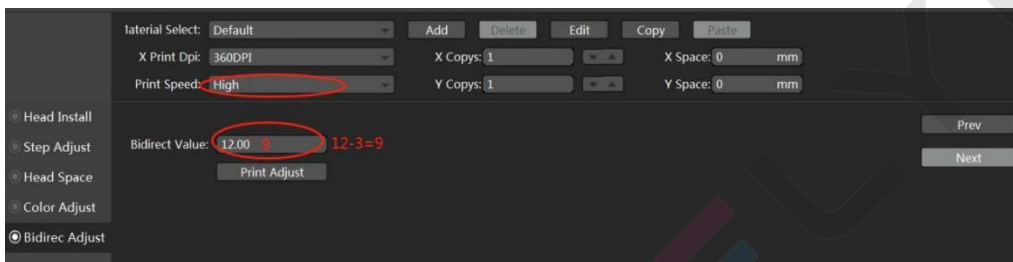 laterial Select: Default Add Delete Edit Copy Paste
X Print Dpi: 360DPI X Copys: 1 X Space: 0 mm
Print Speed: High Y Copys: 1 Y Space: 0 mm
Head Install
Step Adjust
Head Space
Color Adjust
Bidirec Adjust
Bidirect Value: 12.00 9 12-3=9
Print Adjust
Prev
Next